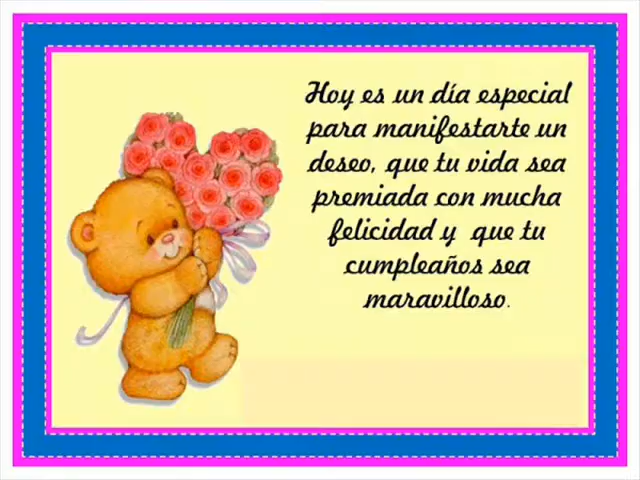 Hoy es un día especial
para manifestarte un
deseo, que tu vida sea
premiada con mucha
felicidad y que tu
cumpleaños sea
maravilloso.